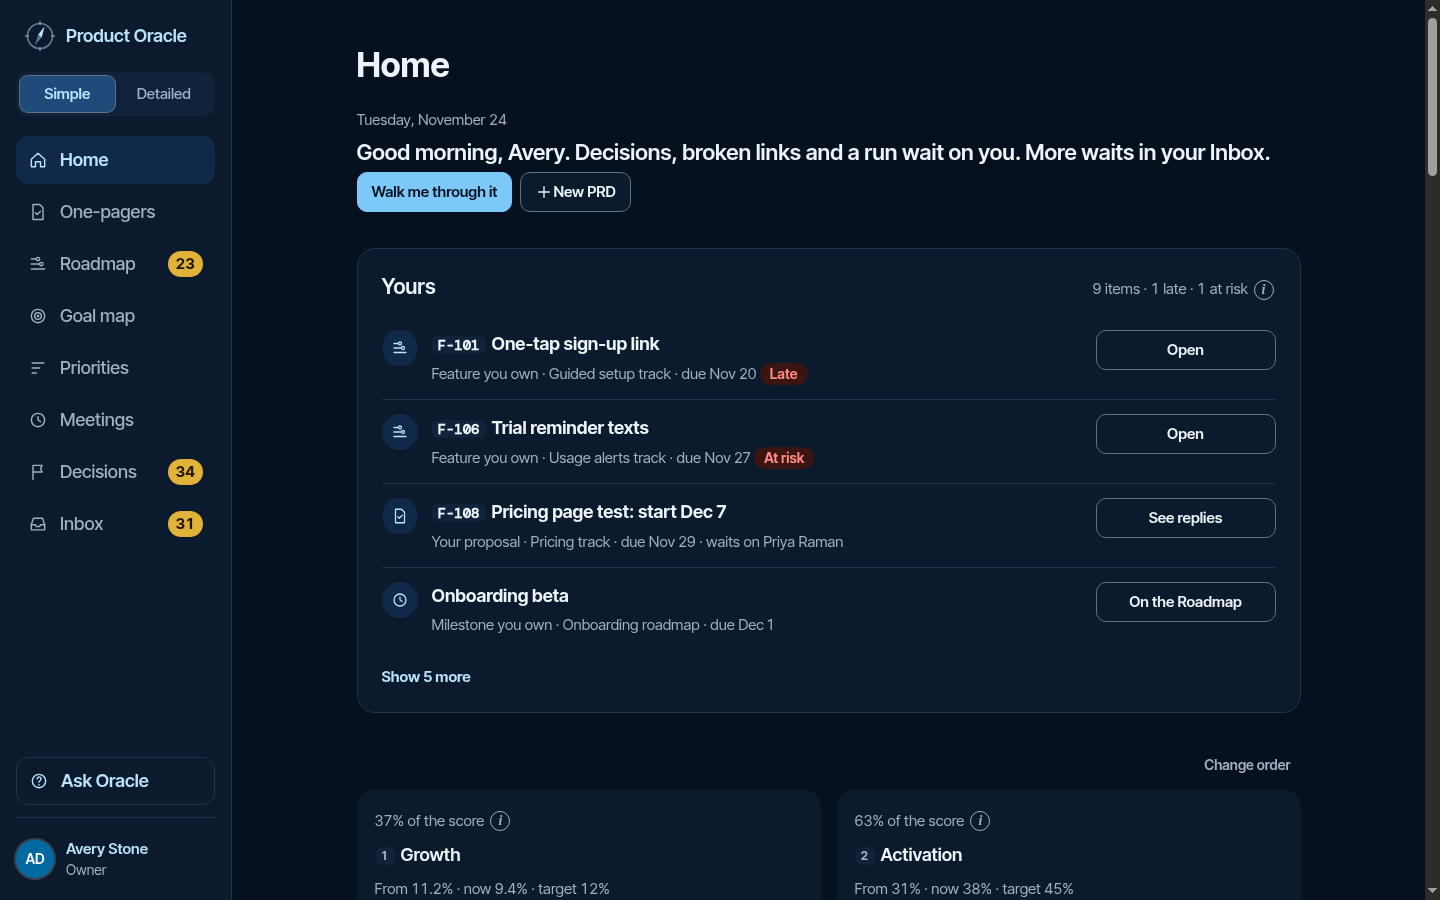 Product Oracle
Simple
Detailed
Home
One-pagers
Roadmap
23
Goal map
Priorities
Meetings
Decisions
34
Inbox
31
Ask Oracle
AD
Avery Stone
Owner
Home
Tuesday, November 24
Good morning, Avery. Decisions, broken links and a run wait on you. More waits in your Inbox.
Walk me through it
+ New PRD
Yours
9 items · 1 late · 1 at risk i
F-101 One-tap sign-up link
Feature you own · Guided setup track · due Nov 20 Late
Open
F-106 Trial reminder texts
Feature you own · Usage alerts track · due Nov 27 At risk
Open
F-108 Pricing page test: start Dec 7
Your proposal · Pricing track · due Nov 29 · waits on Priya Raman
See replies
Onboarding beta
Milestone you own · Onboarding roadmap · due Dec 1
On the Roadmap
Show 5 more
Change order
37% of the score i
1 Growth
From 11.2% · now 9.4% · target 12%
63% of the score i
2 Activation
From 31% · now 38% · target 45%